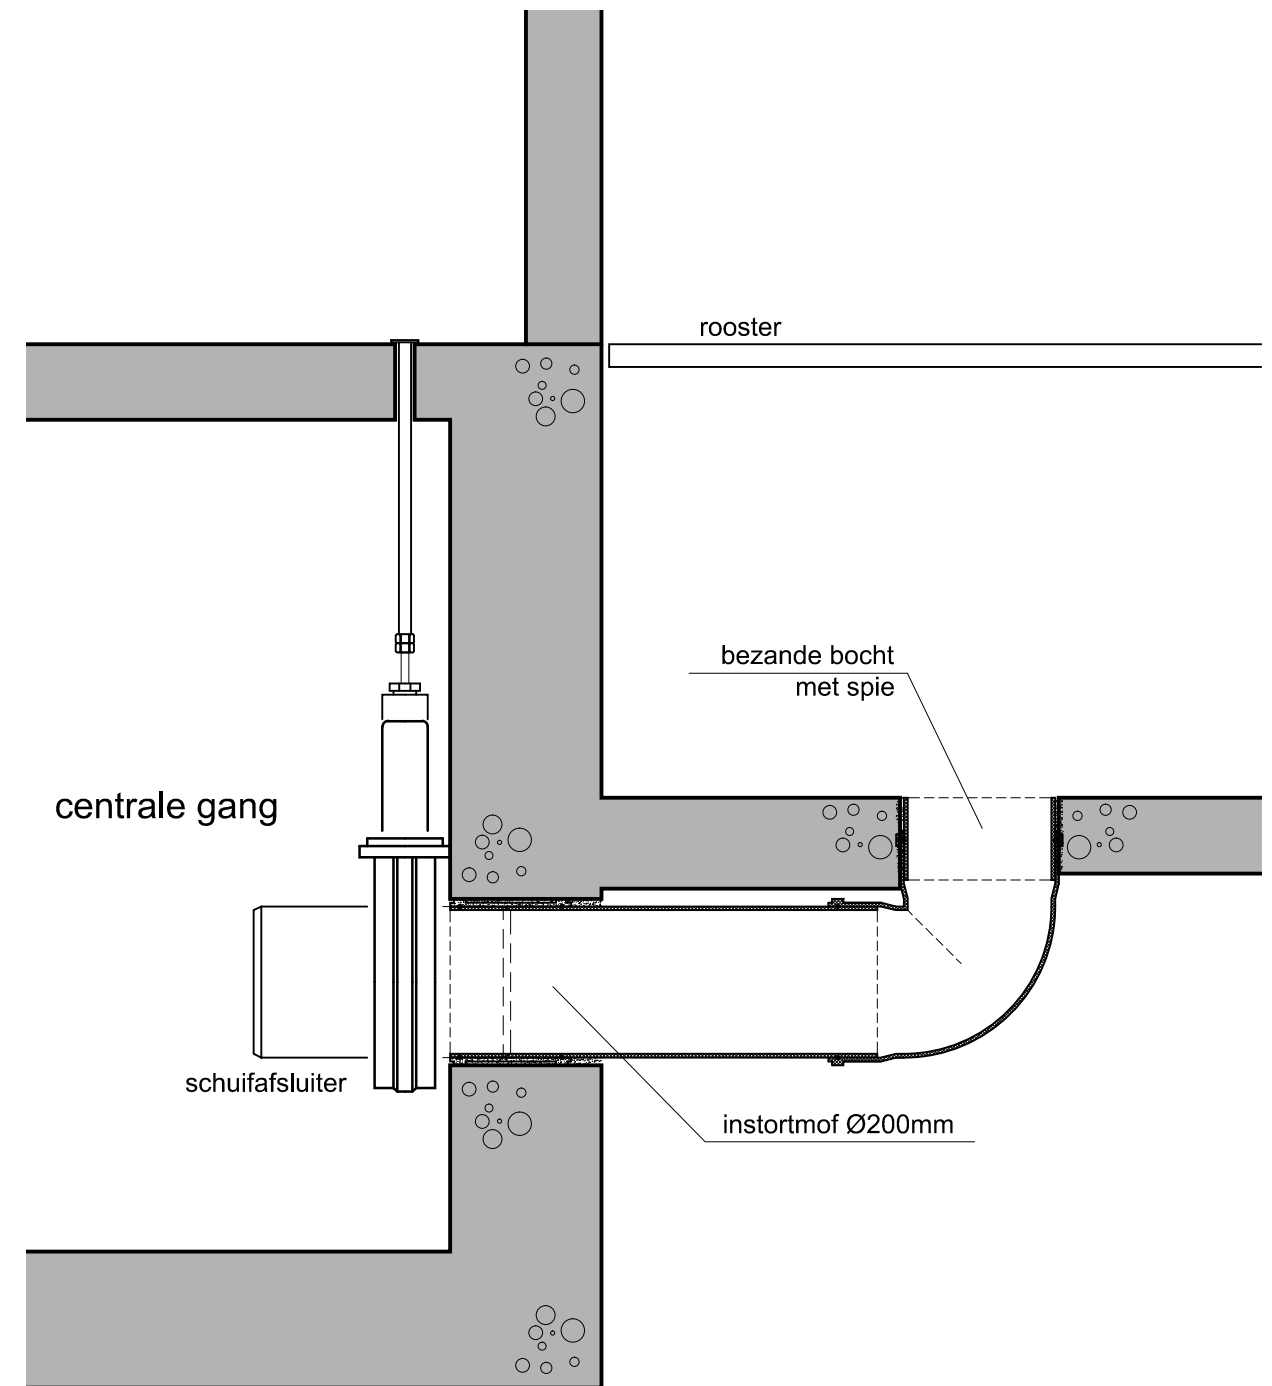 rooster
bezande bocht
met spie
centrale gang
schuifafsluiter
instortmof Ø200mm